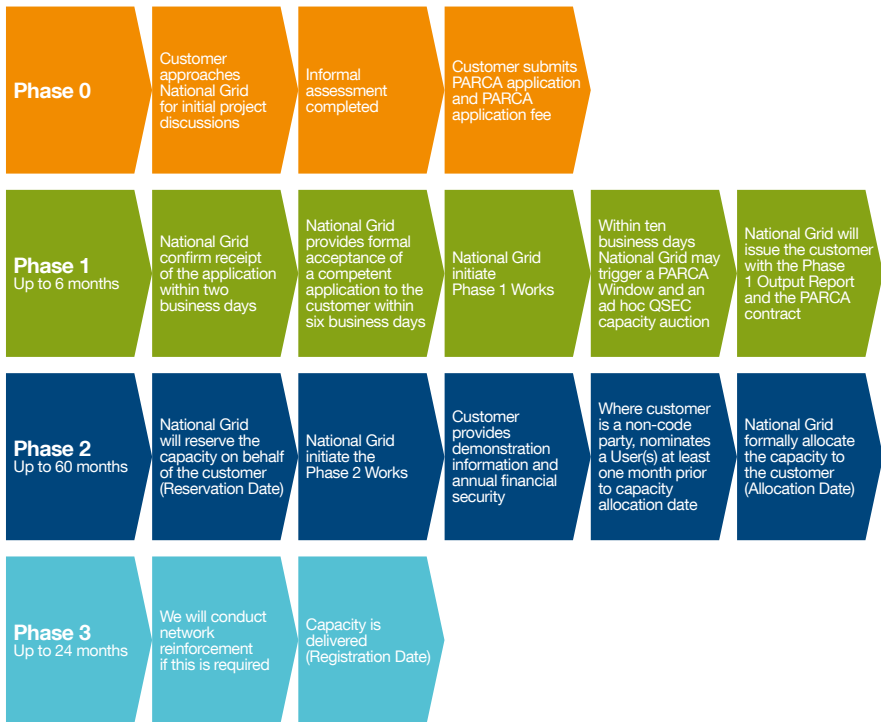 Phase 0
Customer
approaches
National Grid
for initial project
discussions
Informal
assessment
completed
Customer submits
PARCA application
and PARCA
application fee
Phase 1
Up to 6 months
National Grid
confirm receipt
of the application
within two
business days
National Grid
provides formal
acceptance of
a competent
application to the
customer within
six business days
National Grid
initiate
Phase 1 Works
Within ten
business days
National Grid may
trigger a PARCA
Window and an
ad hoc QSEC
capacity auction
National Grid will
issue the customer
with the Phase
1 Output Report
and the PARCA
contract
Phase 2
Up to 60 months
National Grid
will reserve the
capacity on behalf
of the customer
(Reservation Date)
National Grid
initiate the
Phase 2 Works
Customer
provides
demonstration
information and
annual financial
security
Where customer
is a non-code
party, nominates
a User(s) at least
one month prior
to capacity
allocation date
National Grid
formally allocate
the capacity to
the customer
(Allocation Date)
Phase 3
Up to 24 months
We will conduct
network
reinforcement
if this is required
Capacity is
delivered
(Registration Date)